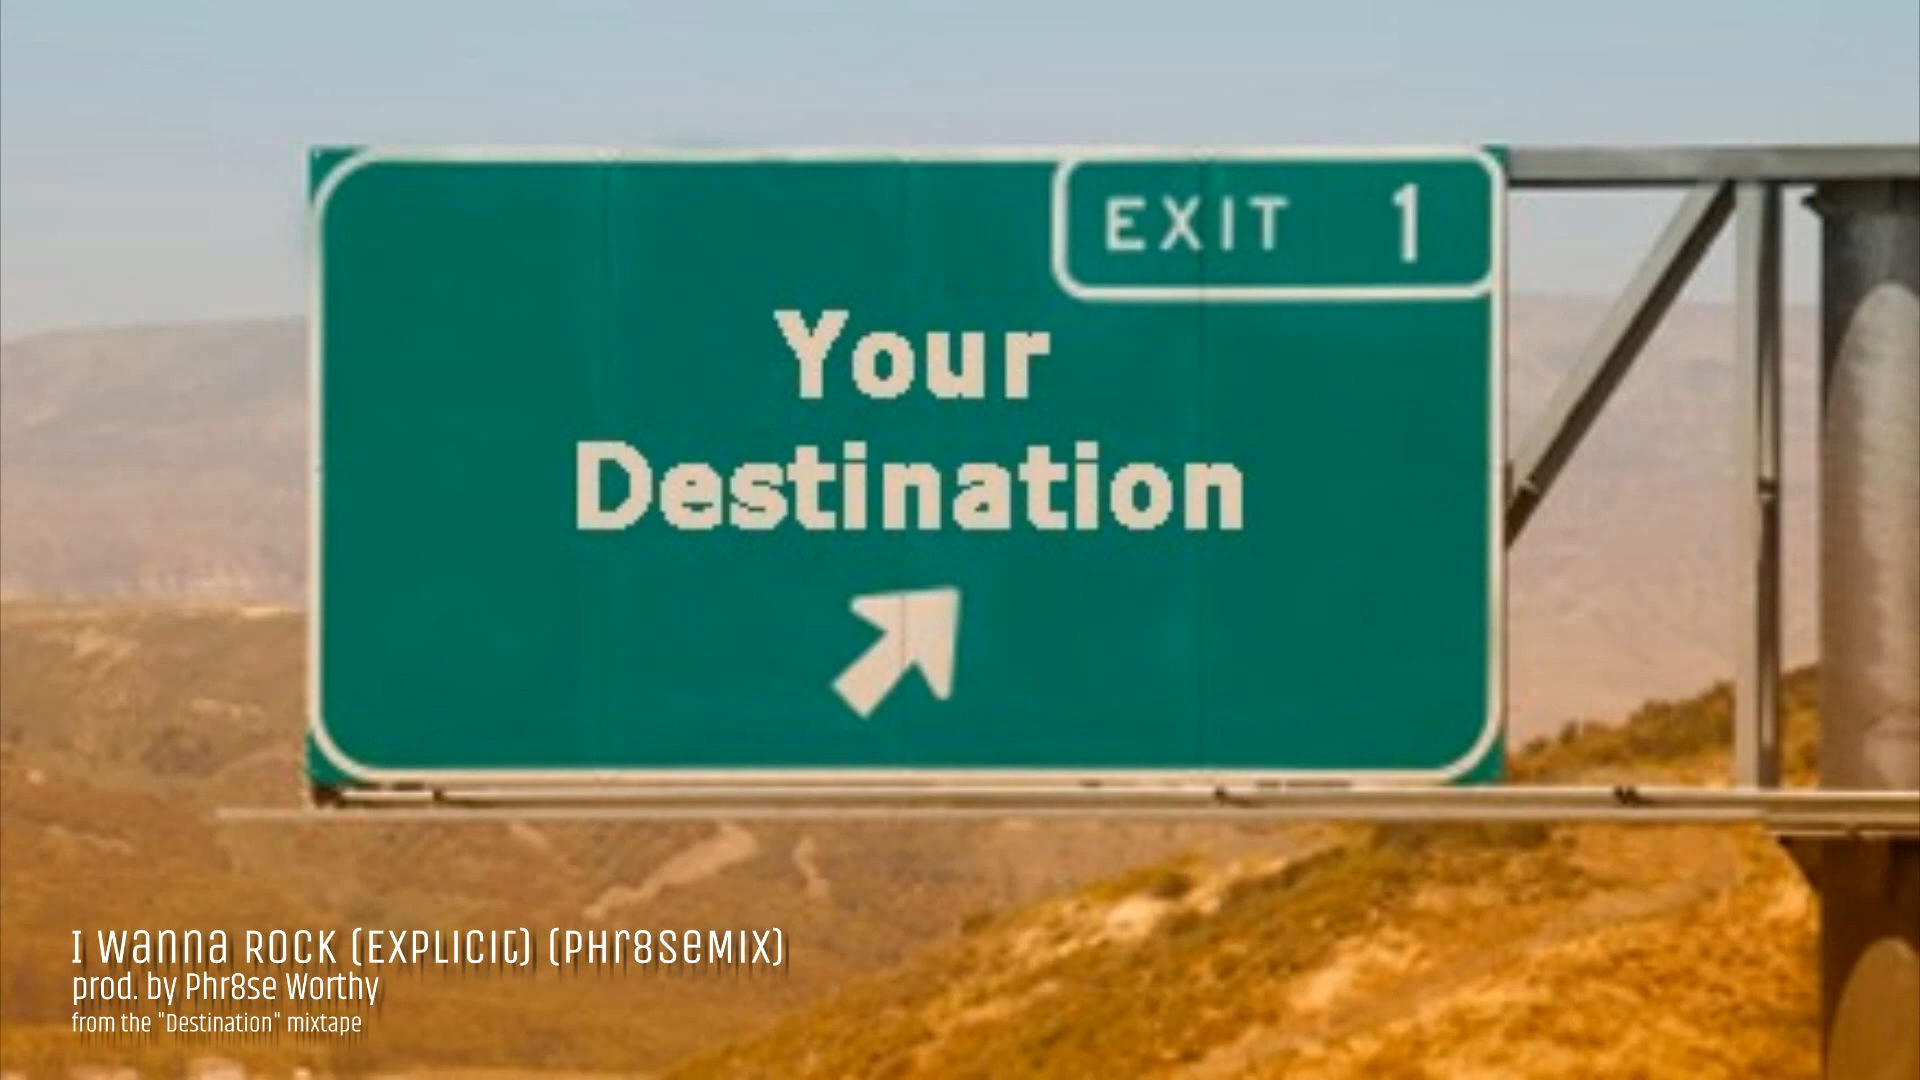 EXIT 1
Your
Destination
I wanna ROCK (EXPLICIT) (PHr8seMIX)
prod. by Phr8se Worthy
from the "Destination" mixtape